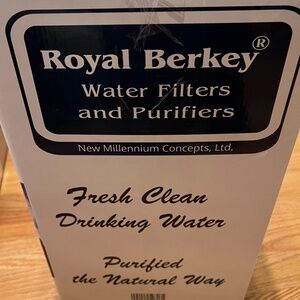 Royal Berkey®
Water Filters
and Purifiers
New Millennium Concepts, Ltd.
Fresh Clean
Drinking Water
Purified
the Natural Way